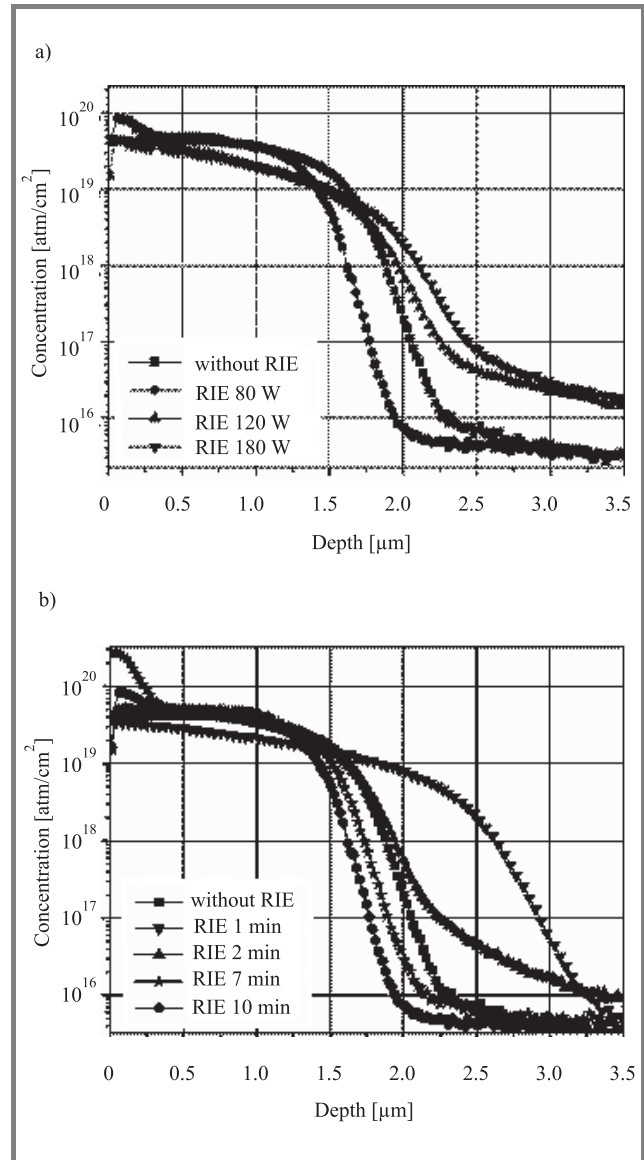 a)
10^20
10^19
10^18
10^17
10^16
Concentration [atm/cm^2]
without RIE
RIE 80 W
RIE 120 W
RIE 180 W
0 0.5 1.0 1.5 2.0 2.5 3.0 3.5
Depth [µm]
b)
10^20
10^19
10^18
10^17
10^16
Concentration [atm/cm^2]
without RIE
RIE 1 min
RIE 2 min
RIE 7 min
RIE 10 min
0 0.5 1.0 1.5 2.0 2.5 3.0 3.5
Depth [µm]